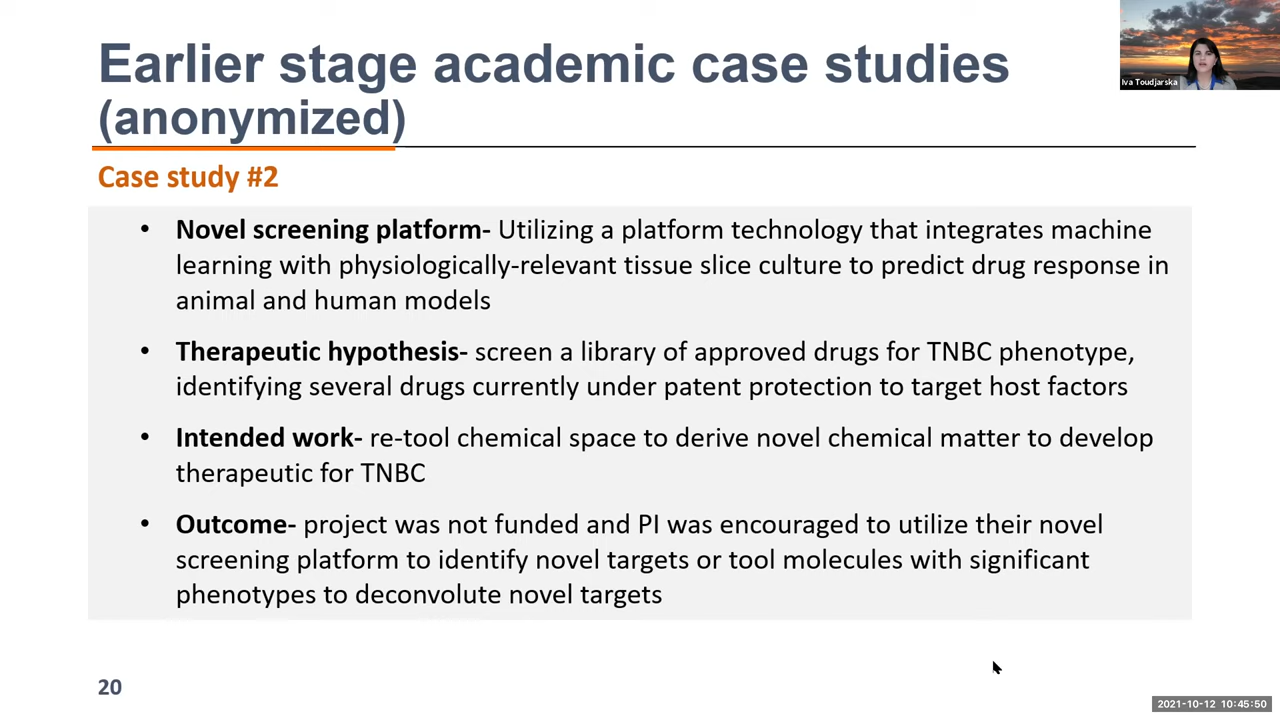 Earlier stage academic case studies
(anonymized)
Iva Toudjarska
Case study #2
• Novel screening platform- Utilizing a platform technology that integrates machine
learning with physiologically-relevant tissue slice culture to predict drug response in
animal and human models
• Therapeutic hypothesis- screen a library of approved drugs for TNBC phenotype,
identifying several drugs currently under patent protection to target host factors
• Intended work- re-tool chemical space to derive novel chemical matter to develop
therapeutic for TNBC
• Outcome- project was not funded and PI was encouraged to utilize their novel
screening platform to identify novel targets or tool molecules with significant
phenotypes to deconvolute novel targets
20
2021-10-12 10:45:50